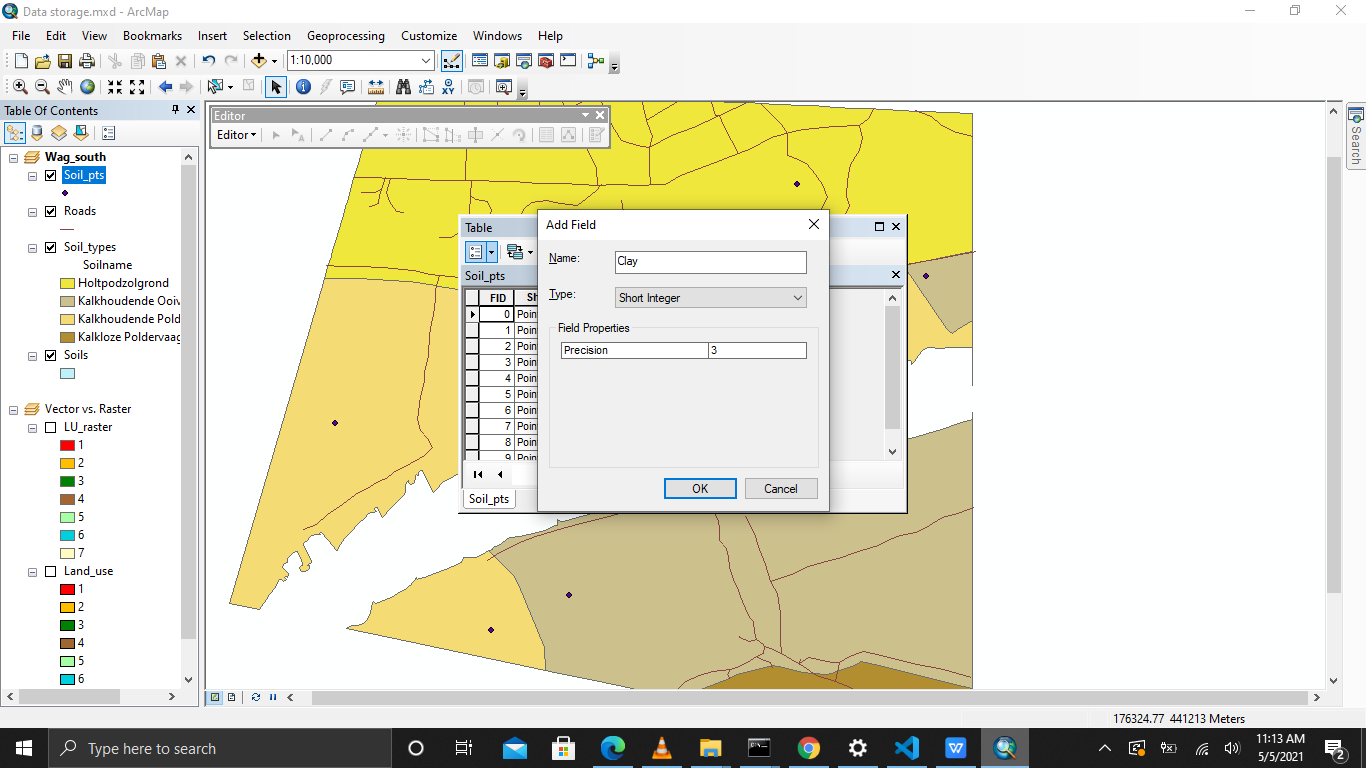 Data storage.mxd - ArcMap
File Edit View Bookmarks Insert Selection Geoprocessing Customize Windows Help
1:10,000
Table Of Contents
Wag_south
Soil_pts
Roads
Soil_types
Soilname
Holtpodzolgrond
Kalkhoudende Ooiv
Kalkhoudende Pold
Kalkloze Poldervaag
Soils
Vector vs. Raster
LU_raster
1
2
3
4
5
6
7
Land_use
1
2
3
4
5
6
Editor
Editor
Table
Soil_pts
FID Sh
0 Poin
1 Poin
2 Poin
3 Poin
4 Poin
5 Poin
6 Poin
7 Poin
8 Poin
9 Poin
Soil_pts
Add Field
Name: Clay
Type: Short Integer
Field Properties
Precision 3
OK Cancel
Search
176324.77 441213 Meters
Type here to search
11:13 AM
5/5/2021
2